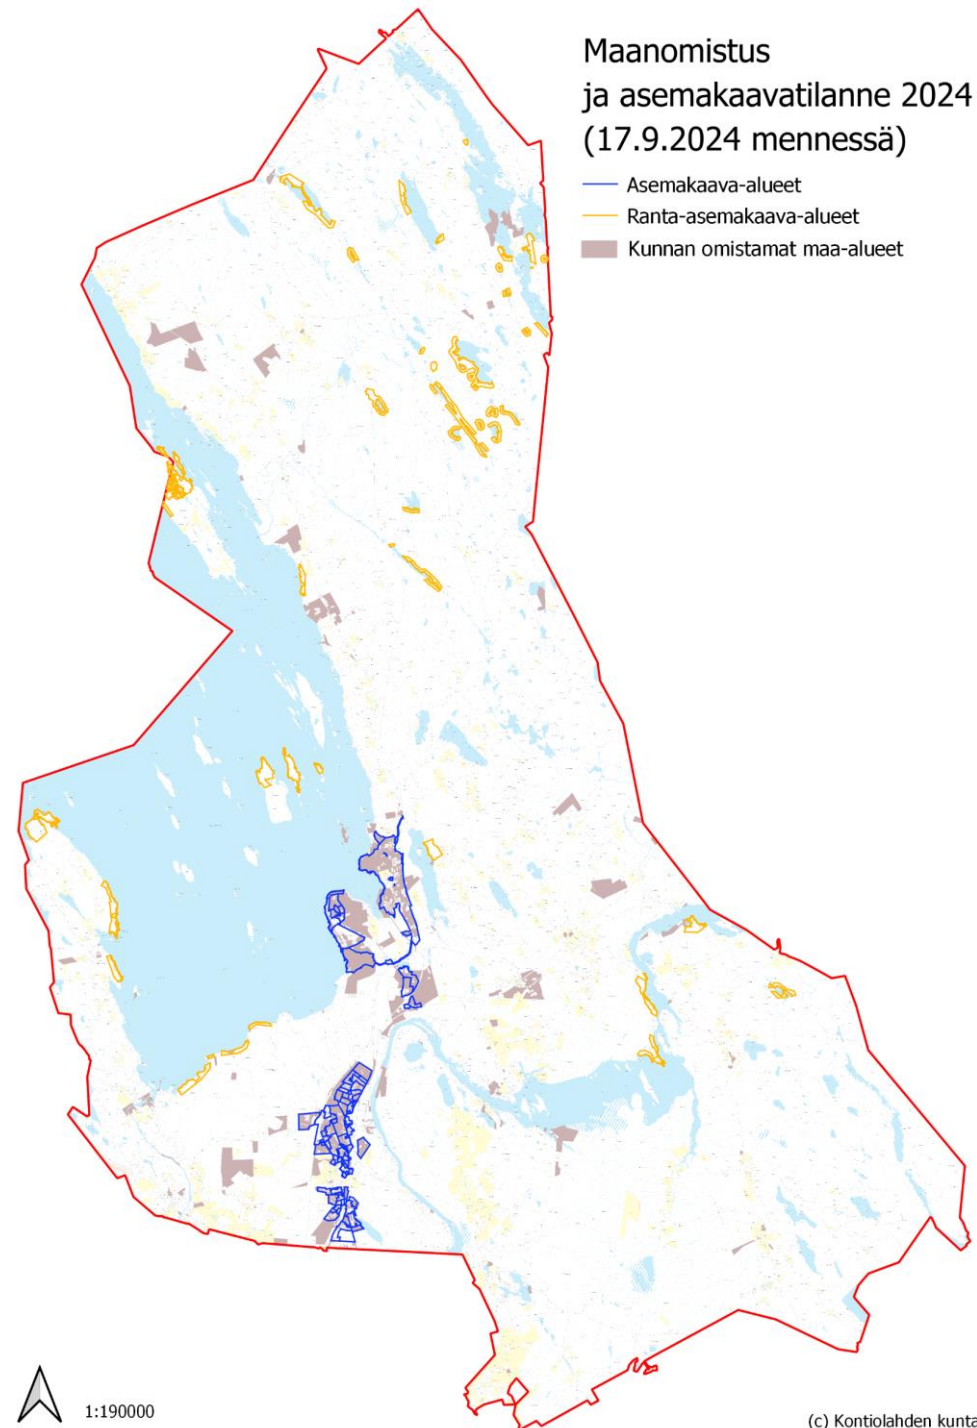 Maanomistus
ja asemakaavatilanne 2024
(17.9.2024 mennessä)
Asemakaava-alueet
Ranta-asemakaava-alueet
Kunnan omistamat maa-alueet
1:190000
(c) Kontiolahden kunta